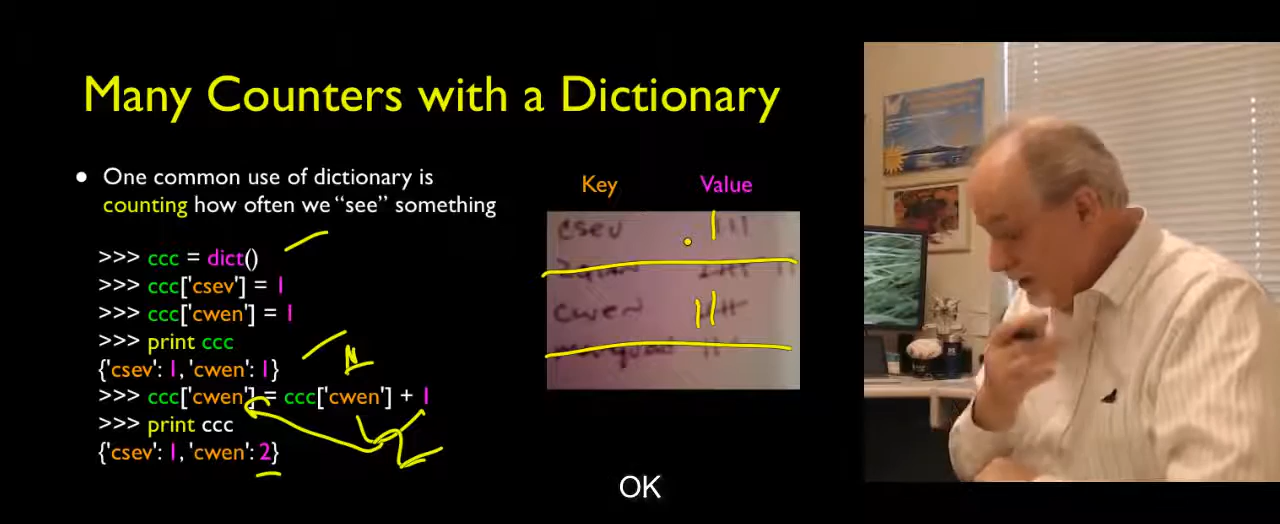 Many Counters with a Dictionary
● One common use of dictionary is
counting how often we “see” something
>>> ccc = dict()
>>> ccc['csev'] = 1
>>> ccc['cwen'] = 1
>>> print ccc
{'csev': 1, 'cwen': 1}
>>> ccc['cwen'] = ccc['cwen'] + 1
>>> print ccc
{'csev': 1, 'cwen': 2}
Key Value
csev
cwen
OK